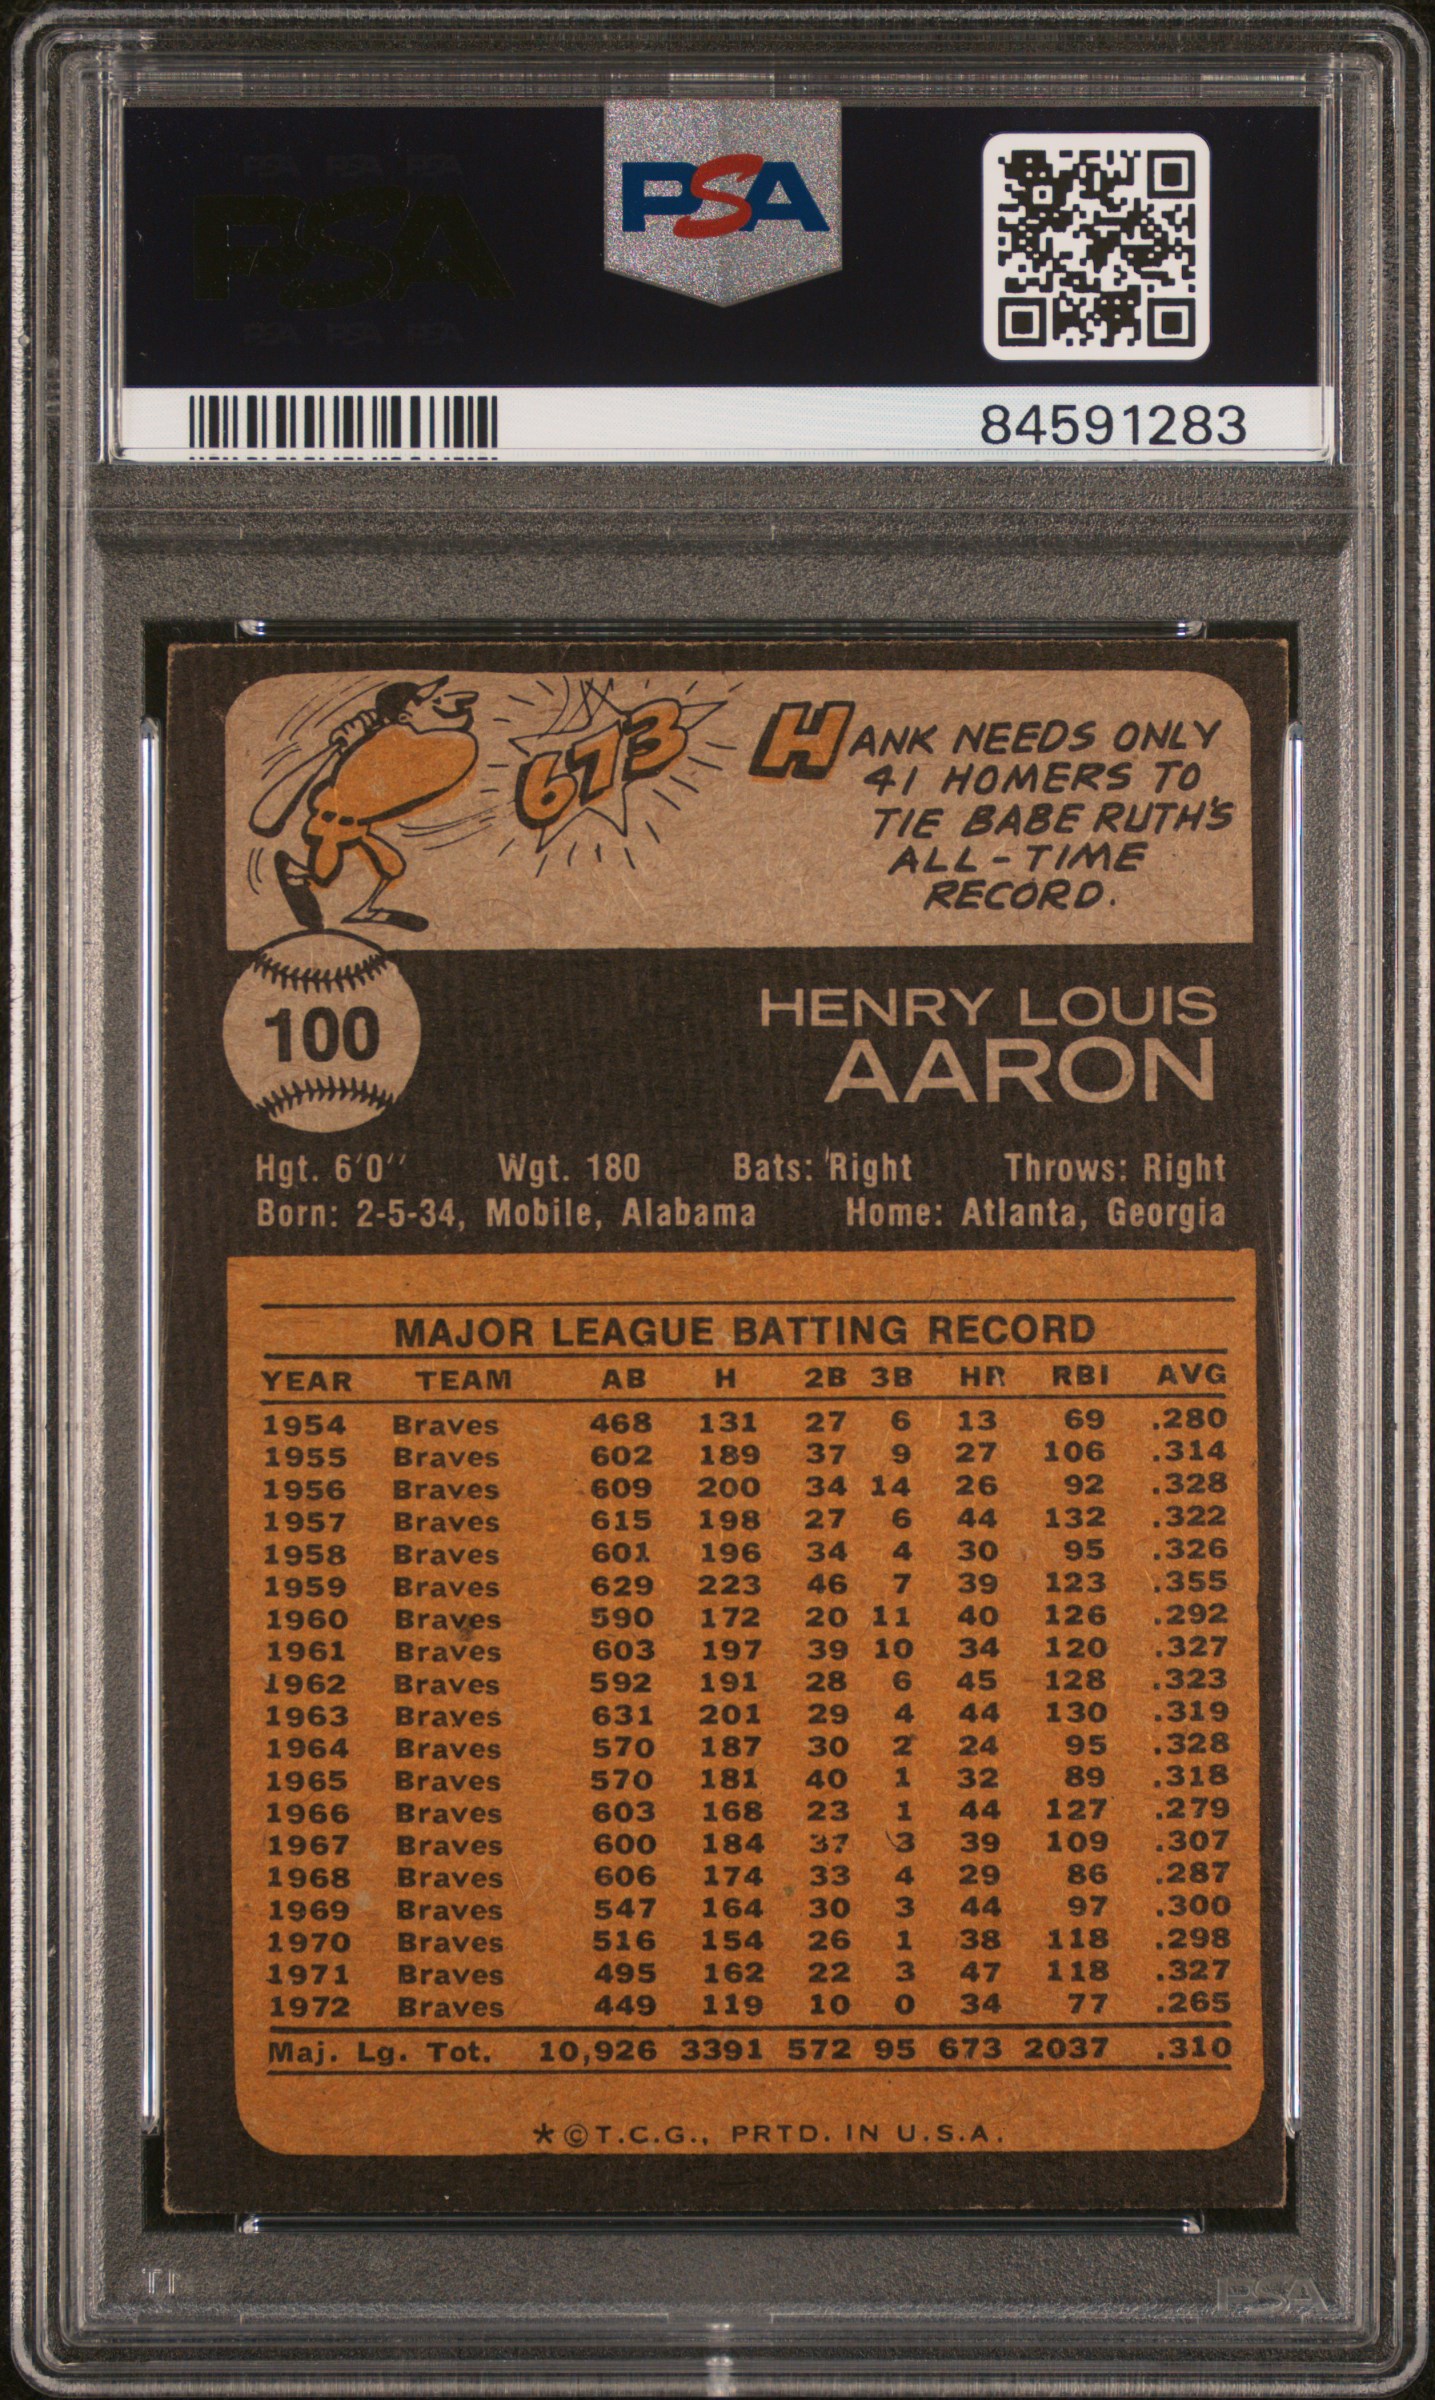 PSA PSA PSA
PSA
PSA PSA PSA
PSA
84591283
673
HANK NEEDS ONLY
41 HOMERS TO
TIE BABE RUTH'S
ALL-TIME
RECORD.
100
HENRY LOUIS
AARON
Hgt. 6'0'' Wgt. 180 Bats: Right Throws: Right
Born: 2-5-34, Mobile, Alabama Home: Atlanta, Georgia
MAJOR LEAGUE BATTING RECORD
YEAR TEAM AB H 2B 3B HR RBI AVG
1954 Braves 468 131 27 6 13 69 .280
1955 Braves 602 189 37 9 27 106 .314
1956 Braves 609 200 34 14 26 92 .328
1957 Braves 615 198 27 6 44 132 .322
1958 Braves 601 196 34 4 30 95 .326
1959 Braves 629 223 46 7 39 123 .355
1960 Braves 590 172 20 11 40 126 .292
1961 Braves 603 197 39 10 34 120 .327
1962 Braves 592 191 28 6 45 128 .323
1963 Braves 631 201 29 4 44 130 .319
1964 Braves 570 187 30 2 24 95 .328
1965 Braves 570 181 40 1 32 89 .318
1966 Braves 603 168 23 1 44 127 .279
1967 Braves 600 184 37 3 39 109 .307
1968 Braves 606 174 33 4 29 86 .287
1969 Braves 547 164 30 3 44 97 .300
1970 Braves 516 154 26 1 38 118 .298
1971 Braves 495 162 22 3 47 118 .327
1972 Braves 449 119 10 0 34 77 .265
Maj. Lg. Tot. 10,926 3391 572 95 673 2037 .310
*©T.C.G., PRTD. IN U.S.A.
PSA